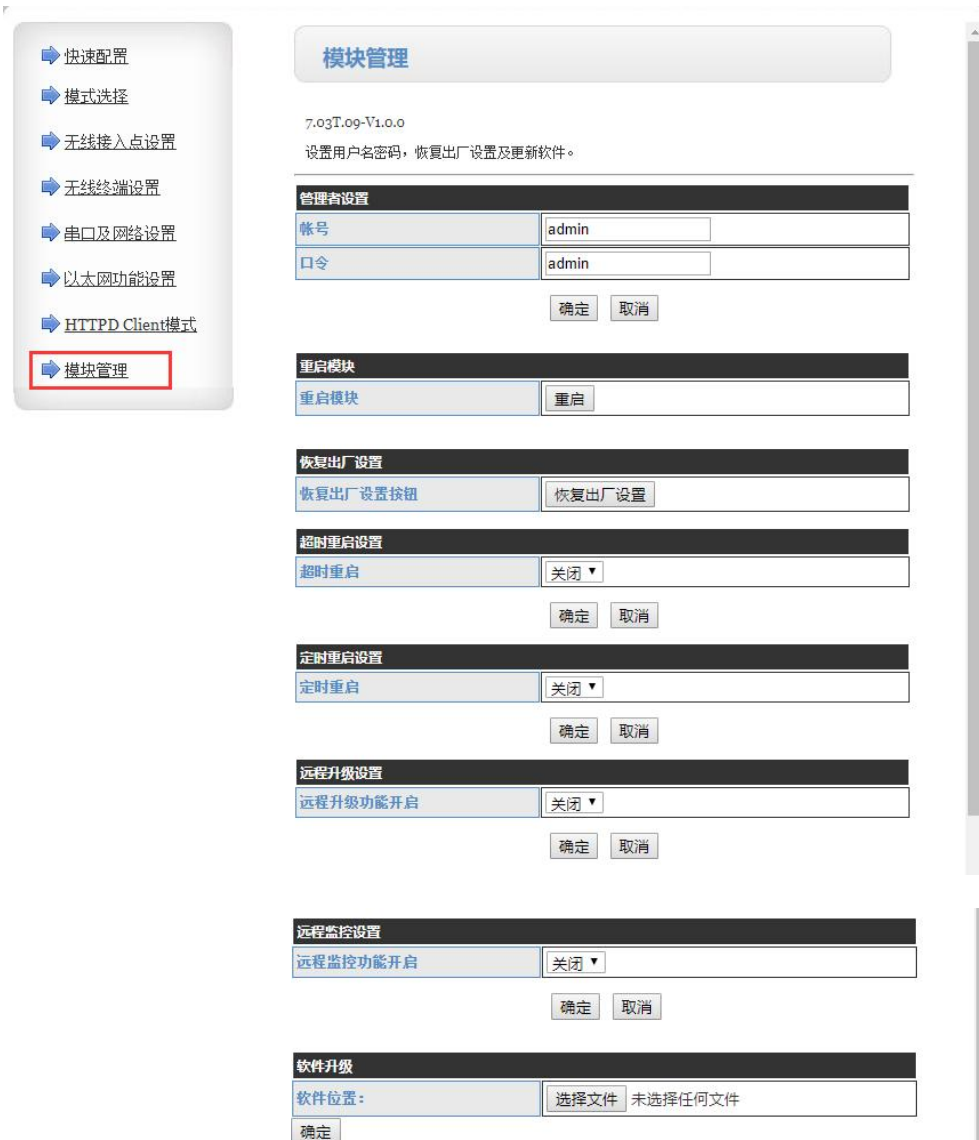 快速配置
模式选择
无线接入点设置
无线终端设置
串口及网络设置
以太网功能设置
HTTPD Client模式
模块管理
模块管理
7.03T.09-V1.0.0
设置用户名密码，恢复出厂设置及更新软件。
管理者设置
帐号 admin
口令 admin
确定 取消
重启模块
重启模块 重启
恢复出厂设置
恢复出厂设置按钮 恢复出厂设置
超时重启设置
超时重启 关闭
确定 取消
定时重启设置
定时重启 关闭
确定 取消
远程升级设置
远程升级功能开启 关闭
确定 取消
远程监控设置
远程监控功能开启 关闭
确定 取消
软件升级
软件位置： 选择文件 未选择任何文件
确定